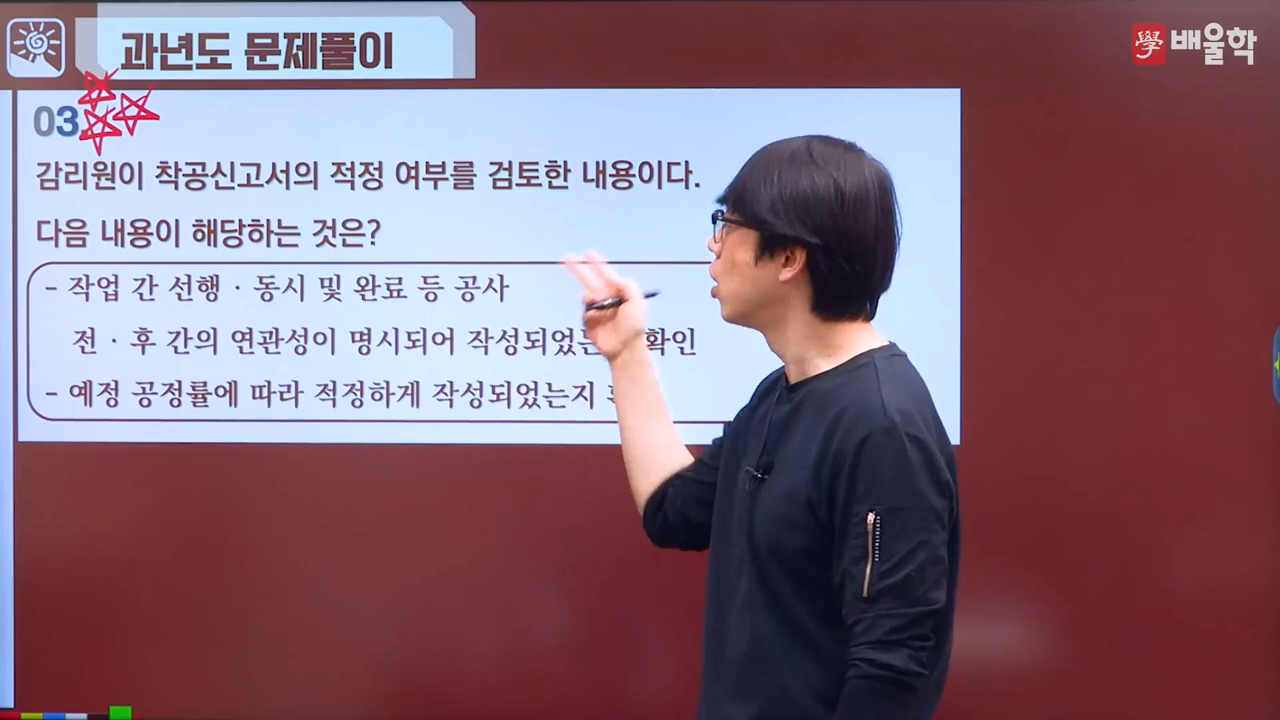 과년도 문제풀이
學 배울학
03
감리원이 착공신고서의 적정 여부를 검토한 내용이다.
다음 내용이 해당하는 것은?
- 작업 간 선행 · 동시 및 완료 등 공사
전 · 후 간의 연관성이 명시되어 작성되었 확인
- 예정 공정률에 따라 적정하게 작성되었는지